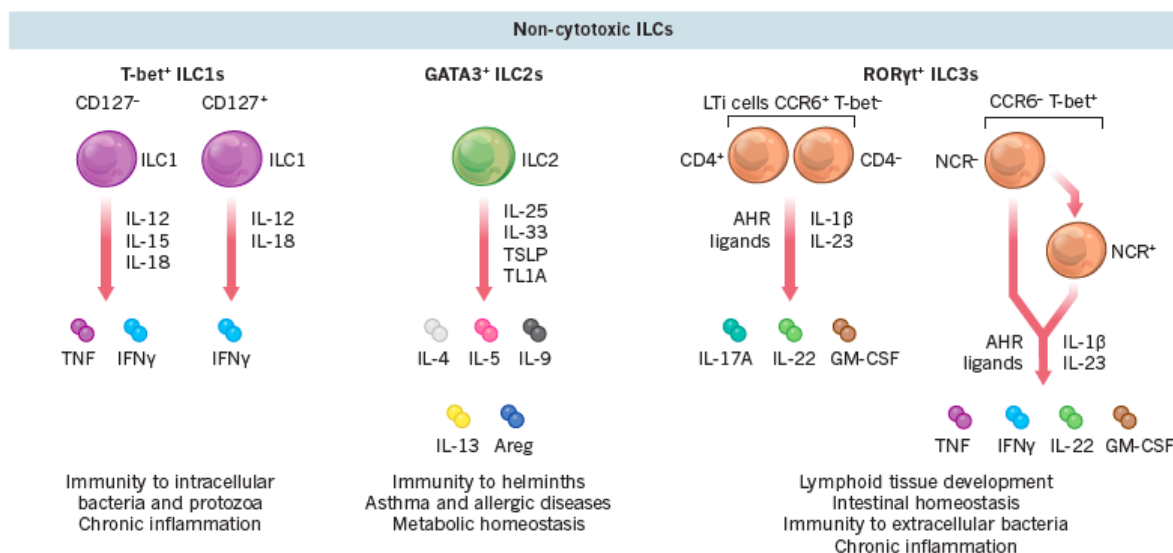 Non-cytotoxic ILCs
T-bet⁺ ILC1s
CD127⁻
CD127⁺
ILC1
ILC1
IL-12
IL-15
IL-18
IL-12
IL-18
TNF
IFNγ
IFNγ
Immunity to intracellular
bacteria and protozoa
Chronic inflammation
GATA3⁺ ILC2s
ILC2
IL-25
IL-33
TSLP
TL1A
IL-4
IL-5
IL-9
IL-13
Areg
Immunity to helminths
Asthma and allergic diseases
Metabolic homeostasis
RORγt⁺ ILC3s
LTi cells CCR6⁺ T-bet⁻
CD4⁺
CD4⁻
AHR
ligands
IL-1β
IL-23
IL-17A
IL-22
GM-CSF
CCR6⁻ T-bet⁺
NCR⁻
NCR⁺
AHR
ligands
IL-1β
IL-23
TNF
IFNγ
IL-22
GM-CSF
Lymphoid tissue development
Intestinal homeostasis
Immunity to extracellular bacteria
Chronic inflammation